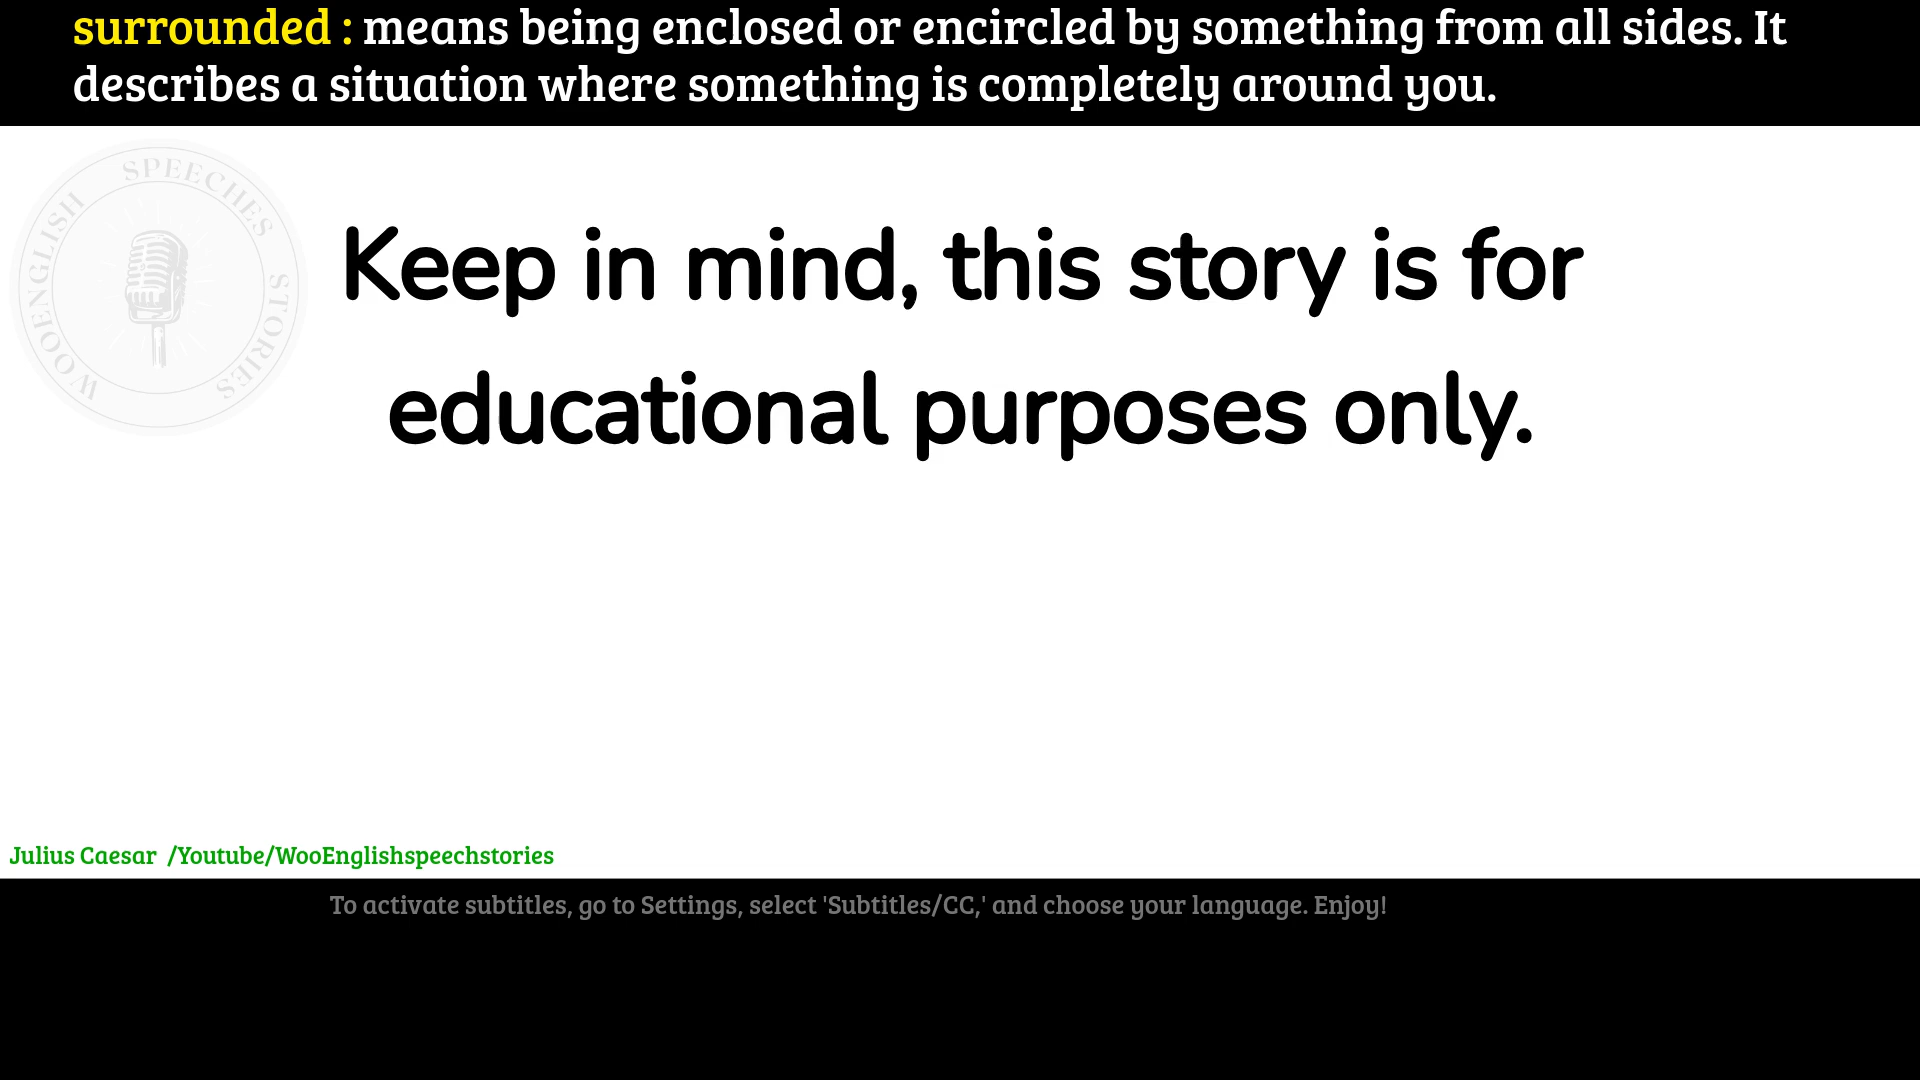 surrounded : means being enclosed or encircled by something from all sides. It
describes a situation where something is completely around you.
WOOENGLISH SPEECHES STORIES
Keep in mind, this story is for
educational purposes only.
Julius Caesar /Youtube/WooEnglishspeechstories
To activate subtitles, go to Settings, select 'Subtitles/CC,' and choose your language. Enjoy!